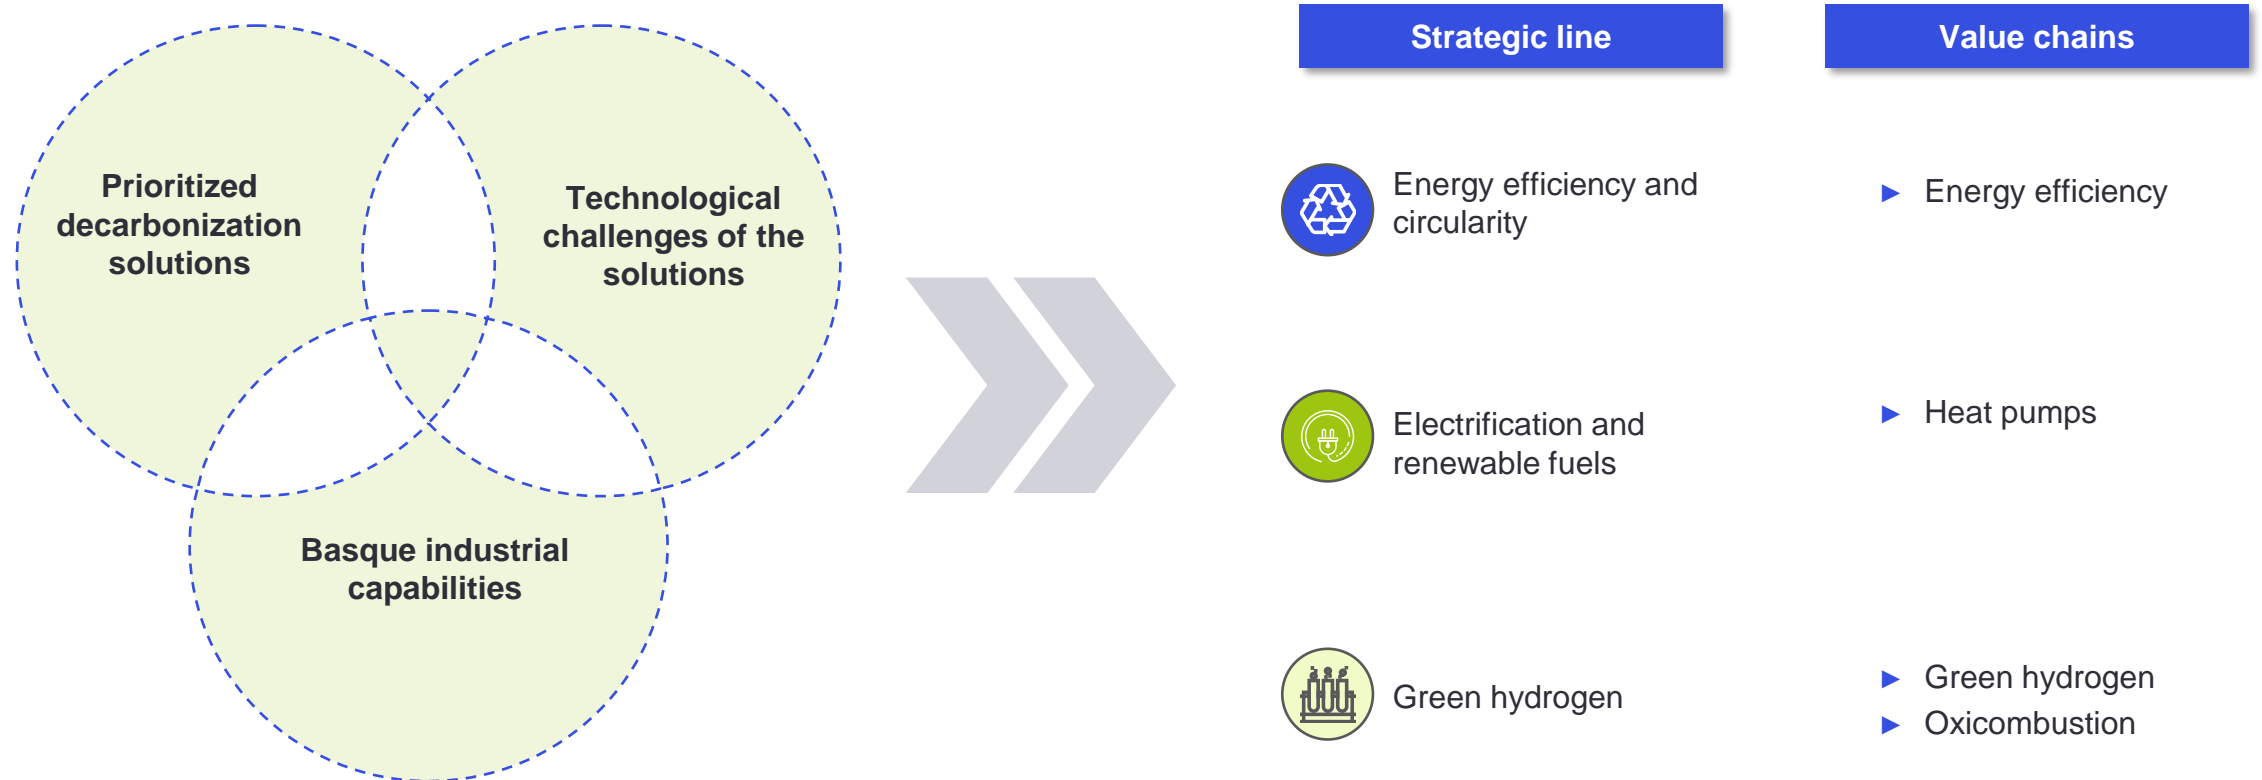 Prioritized
decarbonization
solutions
Technological
challenges of the
solutions
Basque industrial
capabilities
Strategic line
Value chains
Energy efficiency and
circularity
► Energy efficiency
Electrification and
renewable fuels
► Heat pumps
Green hydrogen
► Green hydrogen
► Oxicombustion